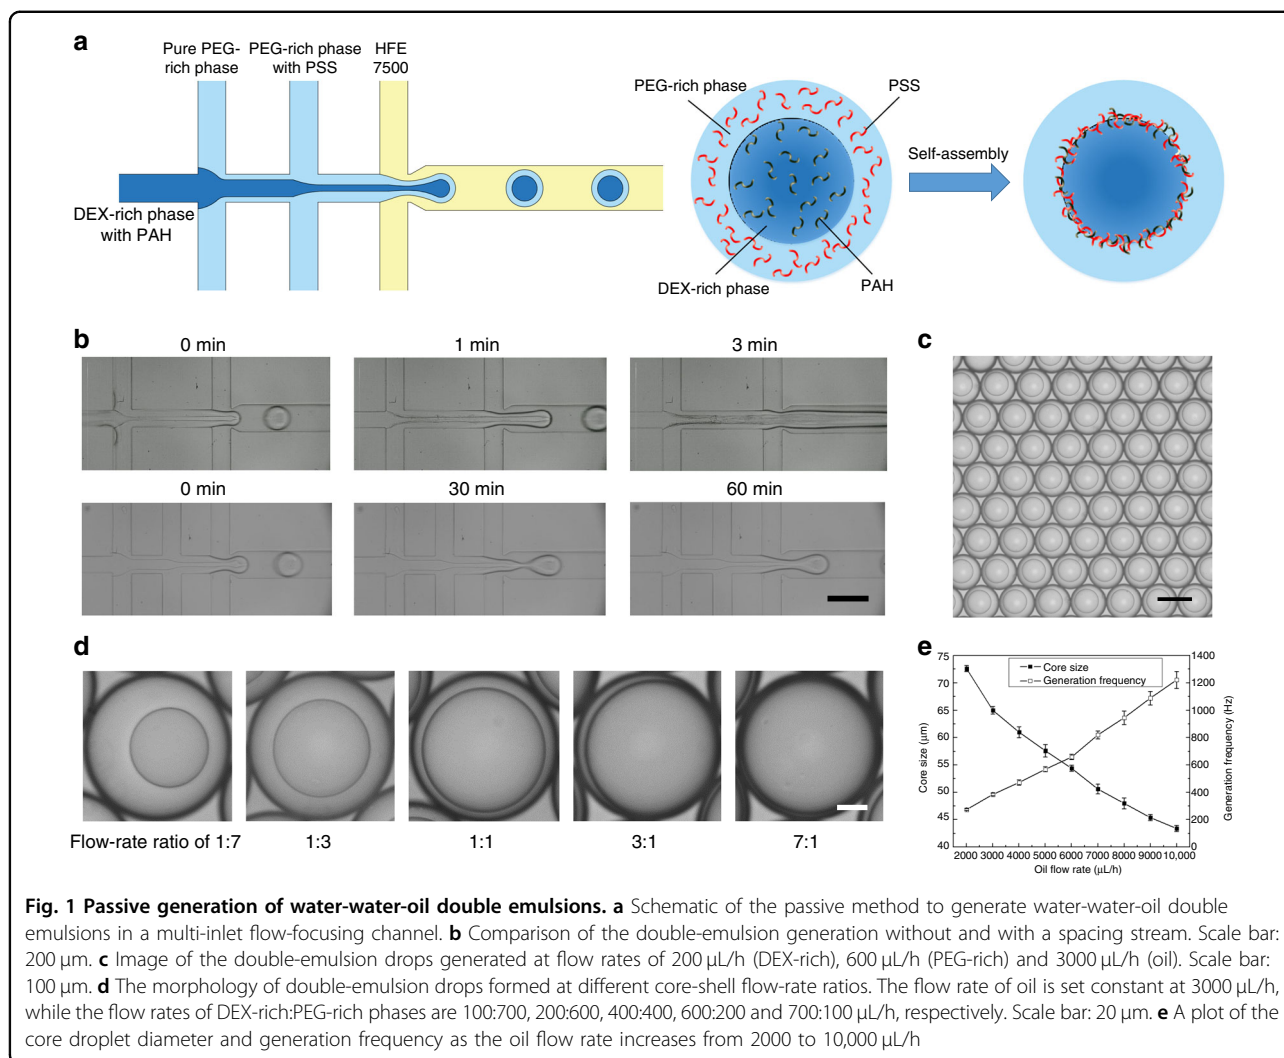 a
Pure PEG-
rich phase
PEG-rich phase
with PSS
HFE
7500
DEX-rich phase
with PAH
PEG-rich phase
PSS
DEX-rich phase
PAH
Self-assembly
b
0 min
1 min
3 min
0 min
30 min
60 min
c
d
Flow-rate ratio of 1:7
1:3
1:1
3:1
7:1
e
Core size
Generation frequency
Core size (μm)
75
70
65
60
55
50
45
40
1400
1200
1000
800
600
400
200
0
Generation frequency (Hz)
2000 3000 4000 5000 6000 7000 8000 9000 10,000
Oil flow rate (μL/h)
Fig. 1 Passive generation of water-water-oil double emulsions. a Schematic of the passive method to generate water-water-oil double
emulsions in a multi-inlet flow-focusing channel. b Comparison of the double-emulsion generation without and with a spacing stream. Scale bar:
200 μm. c Image of the double-emulsion drops generated at flow rates of 200 μL/h (DEX-rich), 600 μL/h (PEG-rich) and 3000 μL/h (oil). Scale bar:
100 μm. d The morphology of double-emulsion drops formed at different core-shell flow-rate ratios. The flow rate of oil is set constant at 3000 μL/h,
while the flow rates of DEX-rich:PEG-rich phases are 100:700, 200:600, 400:400, 600:200 and 700:100 μL/h, respectively. Scale bar: 20 μm. e A plot of the
core droplet diameter and generation frequency as the oil flow rate increases from 2000 to 10,000 μL/h